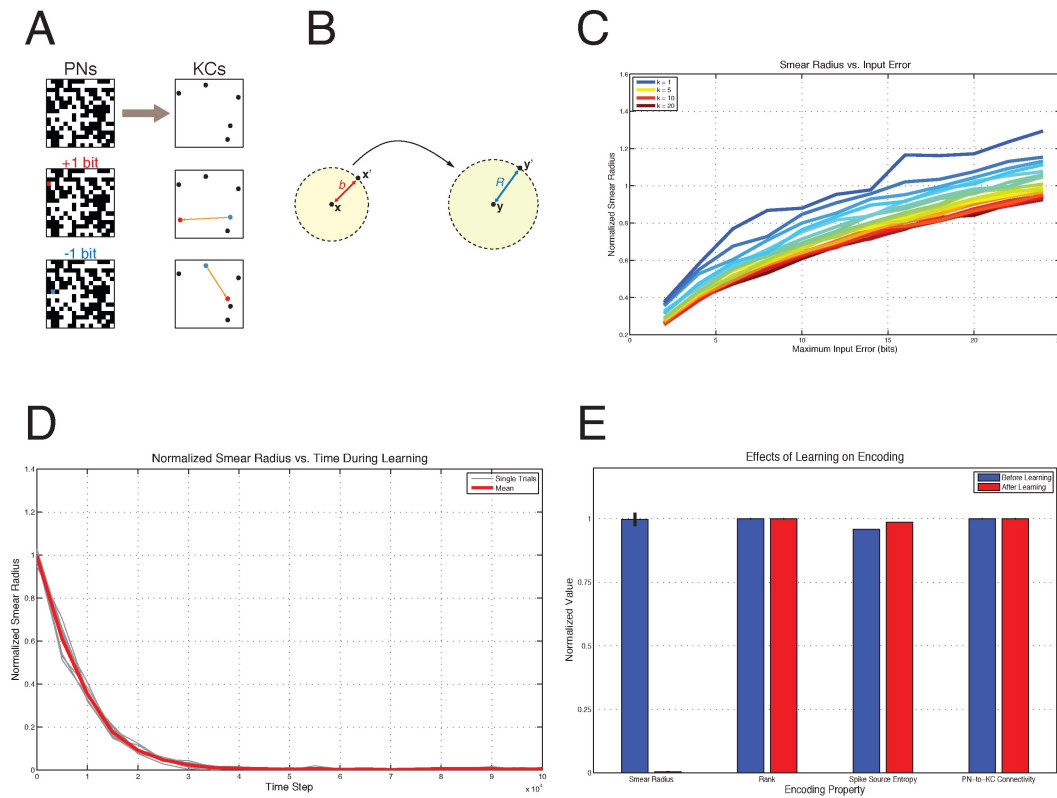 A
PNs
KCs
+1 bit
-1 bit
B
x'
b
x
y'
R
y
C
Smear Radius vs. Input Error
k = 1
k = 5
k = 10
k = 20
Normalized Smear Radius
1.6
1.4
1.2
1.0
0.8
0.6
0.4
0.2
0
5
10
15
20
25
Maximum Input Error (bits)
D
Normalized Smear Radius vs. Time During Learning
Single Trials
Mean
Normalized Smear Radius
1.4
1.2
1
0.8
0.6
0.4
0.2
0
0
1
2
3
4
5
6
7
8
9
10
Time Step
E
Effects of Learning on Encoding
Before Learning
After Learning
Normalized Value
1
0.75
0.5
0.25
0
Smear Radius
Rank
Spike Source Entropy
PN-to-KC Connectivity
Encoding Property